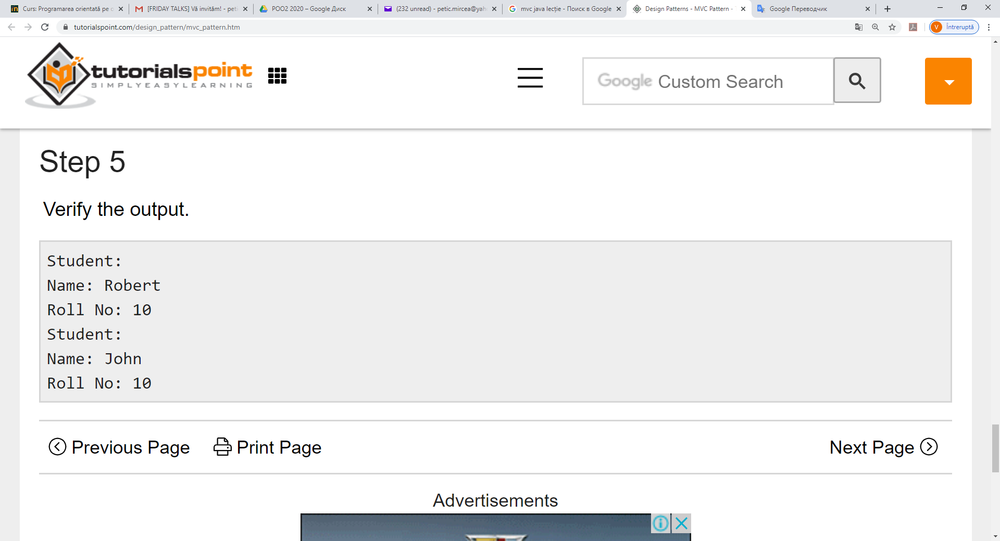 Curs: Programarea orientată pe o
[FRIDAY TALKS] Vă invităm! - peti
POO2 2020 – Google Диск
(232 unread) - petic.mircea@yah
mvc java lecție - Поиск в Google
Design Patterns - MVC Pattern -
Google Переводчик
tutorialspoint.com/design_pattern/mvc_pattern.htm
V Întreruptă
tutorialspoint
SIMPLYEASYLEARNING
Google Custom Search
Step 5
Verify the output.
Student:
Name: Robert
Roll No: 10
Student:
Name: John
Roll No: 10
Previous Page
Print Page
Next Page
Advertisements